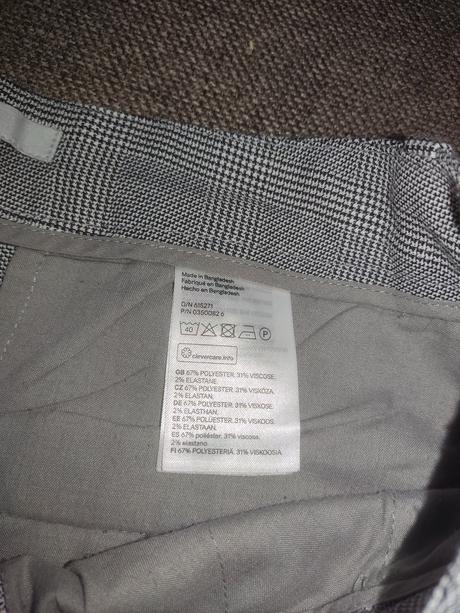 Made in Bangladesh
Fabriqué en Bangladesh
Hecho en Bangladesh
D/N 615271
P/N 0350082 6
40
P
clevercare.info
GB 67% POLYESTER. 31% VISCOSE.
2% ELASTANE.
CZ 67% POLYESTER. 31% VISKÓZA.
2% ELASTAN.
DE 67% POLYESTER. 31% VISKOSE.
2% ELASTHAN.
EE 67% POLÜESTER. 31% VISKOOS.
2% ELASTAAN.
ES 67% poliéster. 31% viscosa.
2% elastano.
FI 67% POLYESTERIÄ. 31% VISKOOSIA.